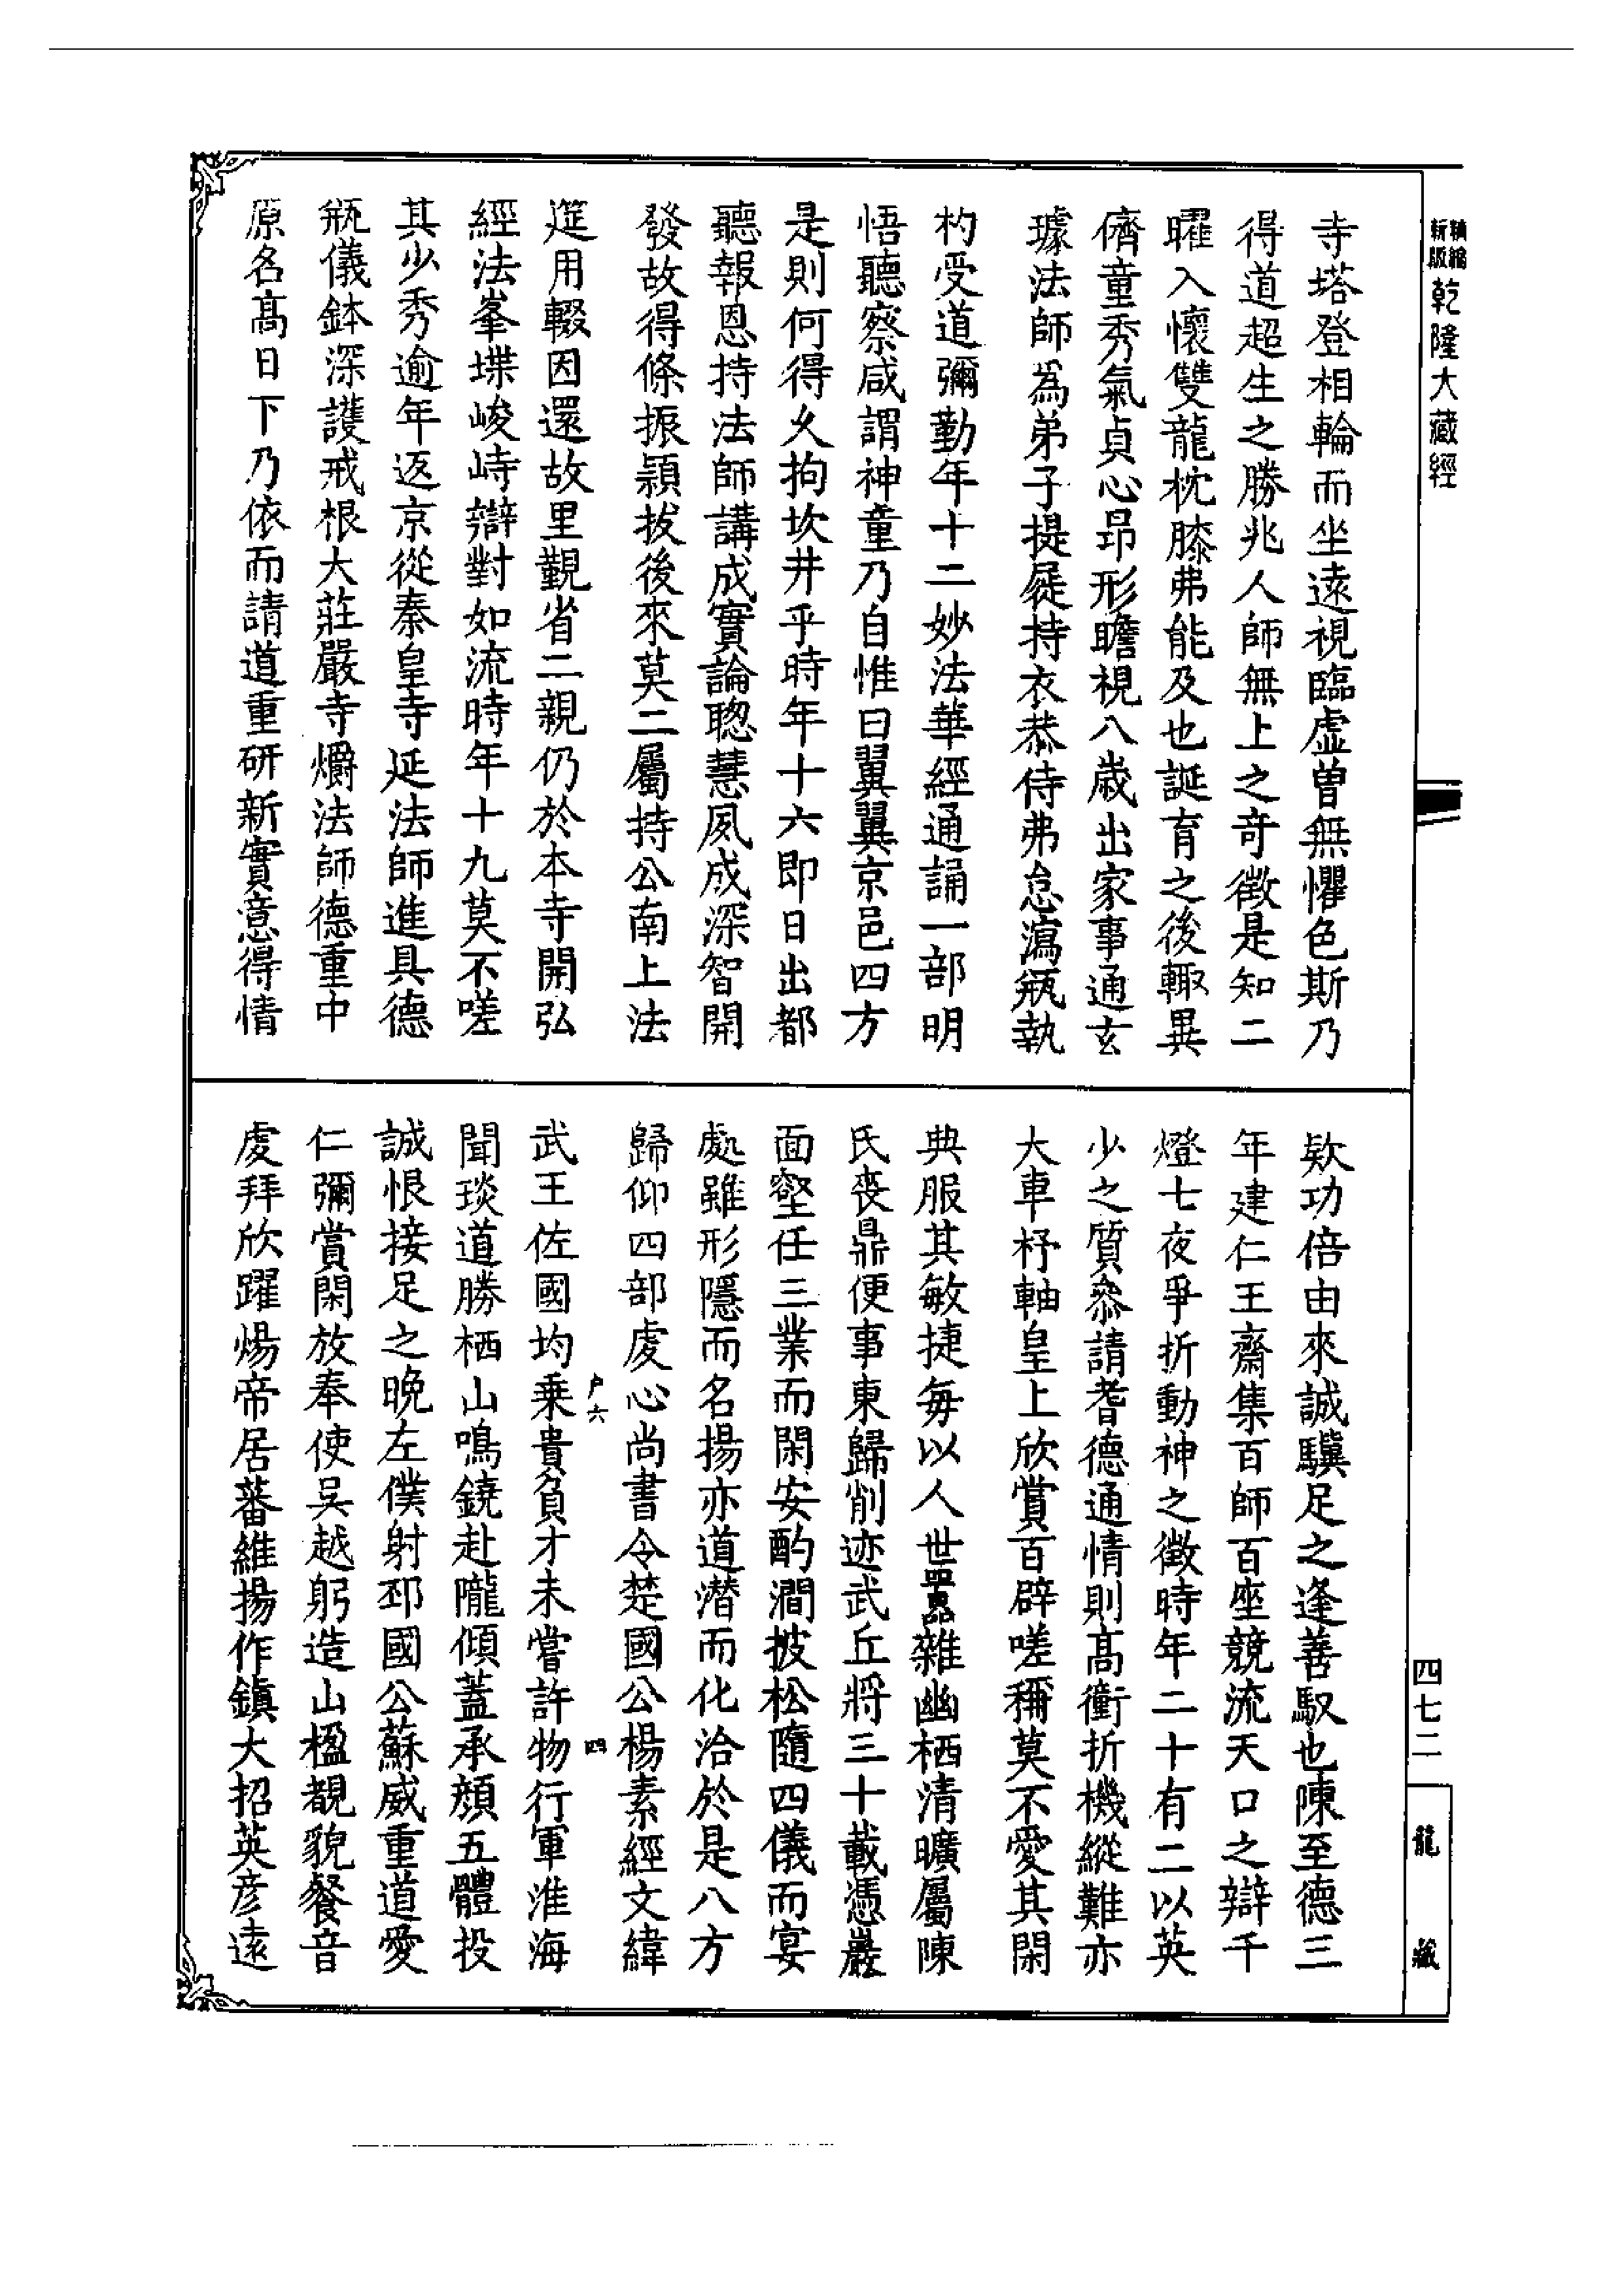 精縮新版乾隆大藏經
寺塔登相輪而坐遠視臨虛曾無懼色斯乃
得道超生之勝兆人師無上之奇徵是知二
曜入懷雙龍枕膝弗能及也誕育之後輙異
儕童秀氣貞心昂形瞻視八歲出家事通玄
璩法師為弟子提屣持衣恭侍弗怠瀉瓶執
杓受道彌勤年十二妙法華經通誦一部明
悟聽察咸謂神童乃自惟曰翼翼京邑四方
是則何得久拘坎井乎時年十六即日出都
聽報恩持法師講成實論聰慧夙成深智開
發故得條振頴拔後來莫二屬持公南上法
筵用輟因還故里覲省二親仍於本寺開弘
經法峯堞峻峙辯對如流時年十九莫不嗟
其少秀逾年返京從秦皇寺延法師進具德
瓶儀鉢深護戒根大莊嚴寺爝法師德重中
原名髙日下乃依而請道重研新實意得情
欵功倍由來誠驥足之逢善馭也陳至德三
年建仁王齋集百師百座競流天口之辯千
燈七夜爭折動神之徵時年二十有二以英
少之質叅請耆德通情則髙衝折機縱難亦
大車杼軸皇上欣賞百辟嗟稱莫不愛其閑
典服其敏捷每以人世嚚雜幽栖清曠屬陳
氏喪鼎便事東歸削迹武丘將三十載憑巖
面壑任三業而閑安酌澗披松隨四儀而宴
處雖形隱而名揚亦道潜而化洽於是八方
歸仰四部虔心尚書令楚國公楊素經文緯
武王佐國均乗貴負才未嘗許物行軍淮海
户六
四
聞琰道勝栖山鳴鐃赴隴傾蓋承顏五體投
誠恨接足之晚左僕射邳國公蘇威重道愛
仁彌賞閑放奉使吳越躬造山楹覩貌餐音
虔拜欣躍煬帝居蕃維揚作鎮大招英彦遠
四七二
龍藏